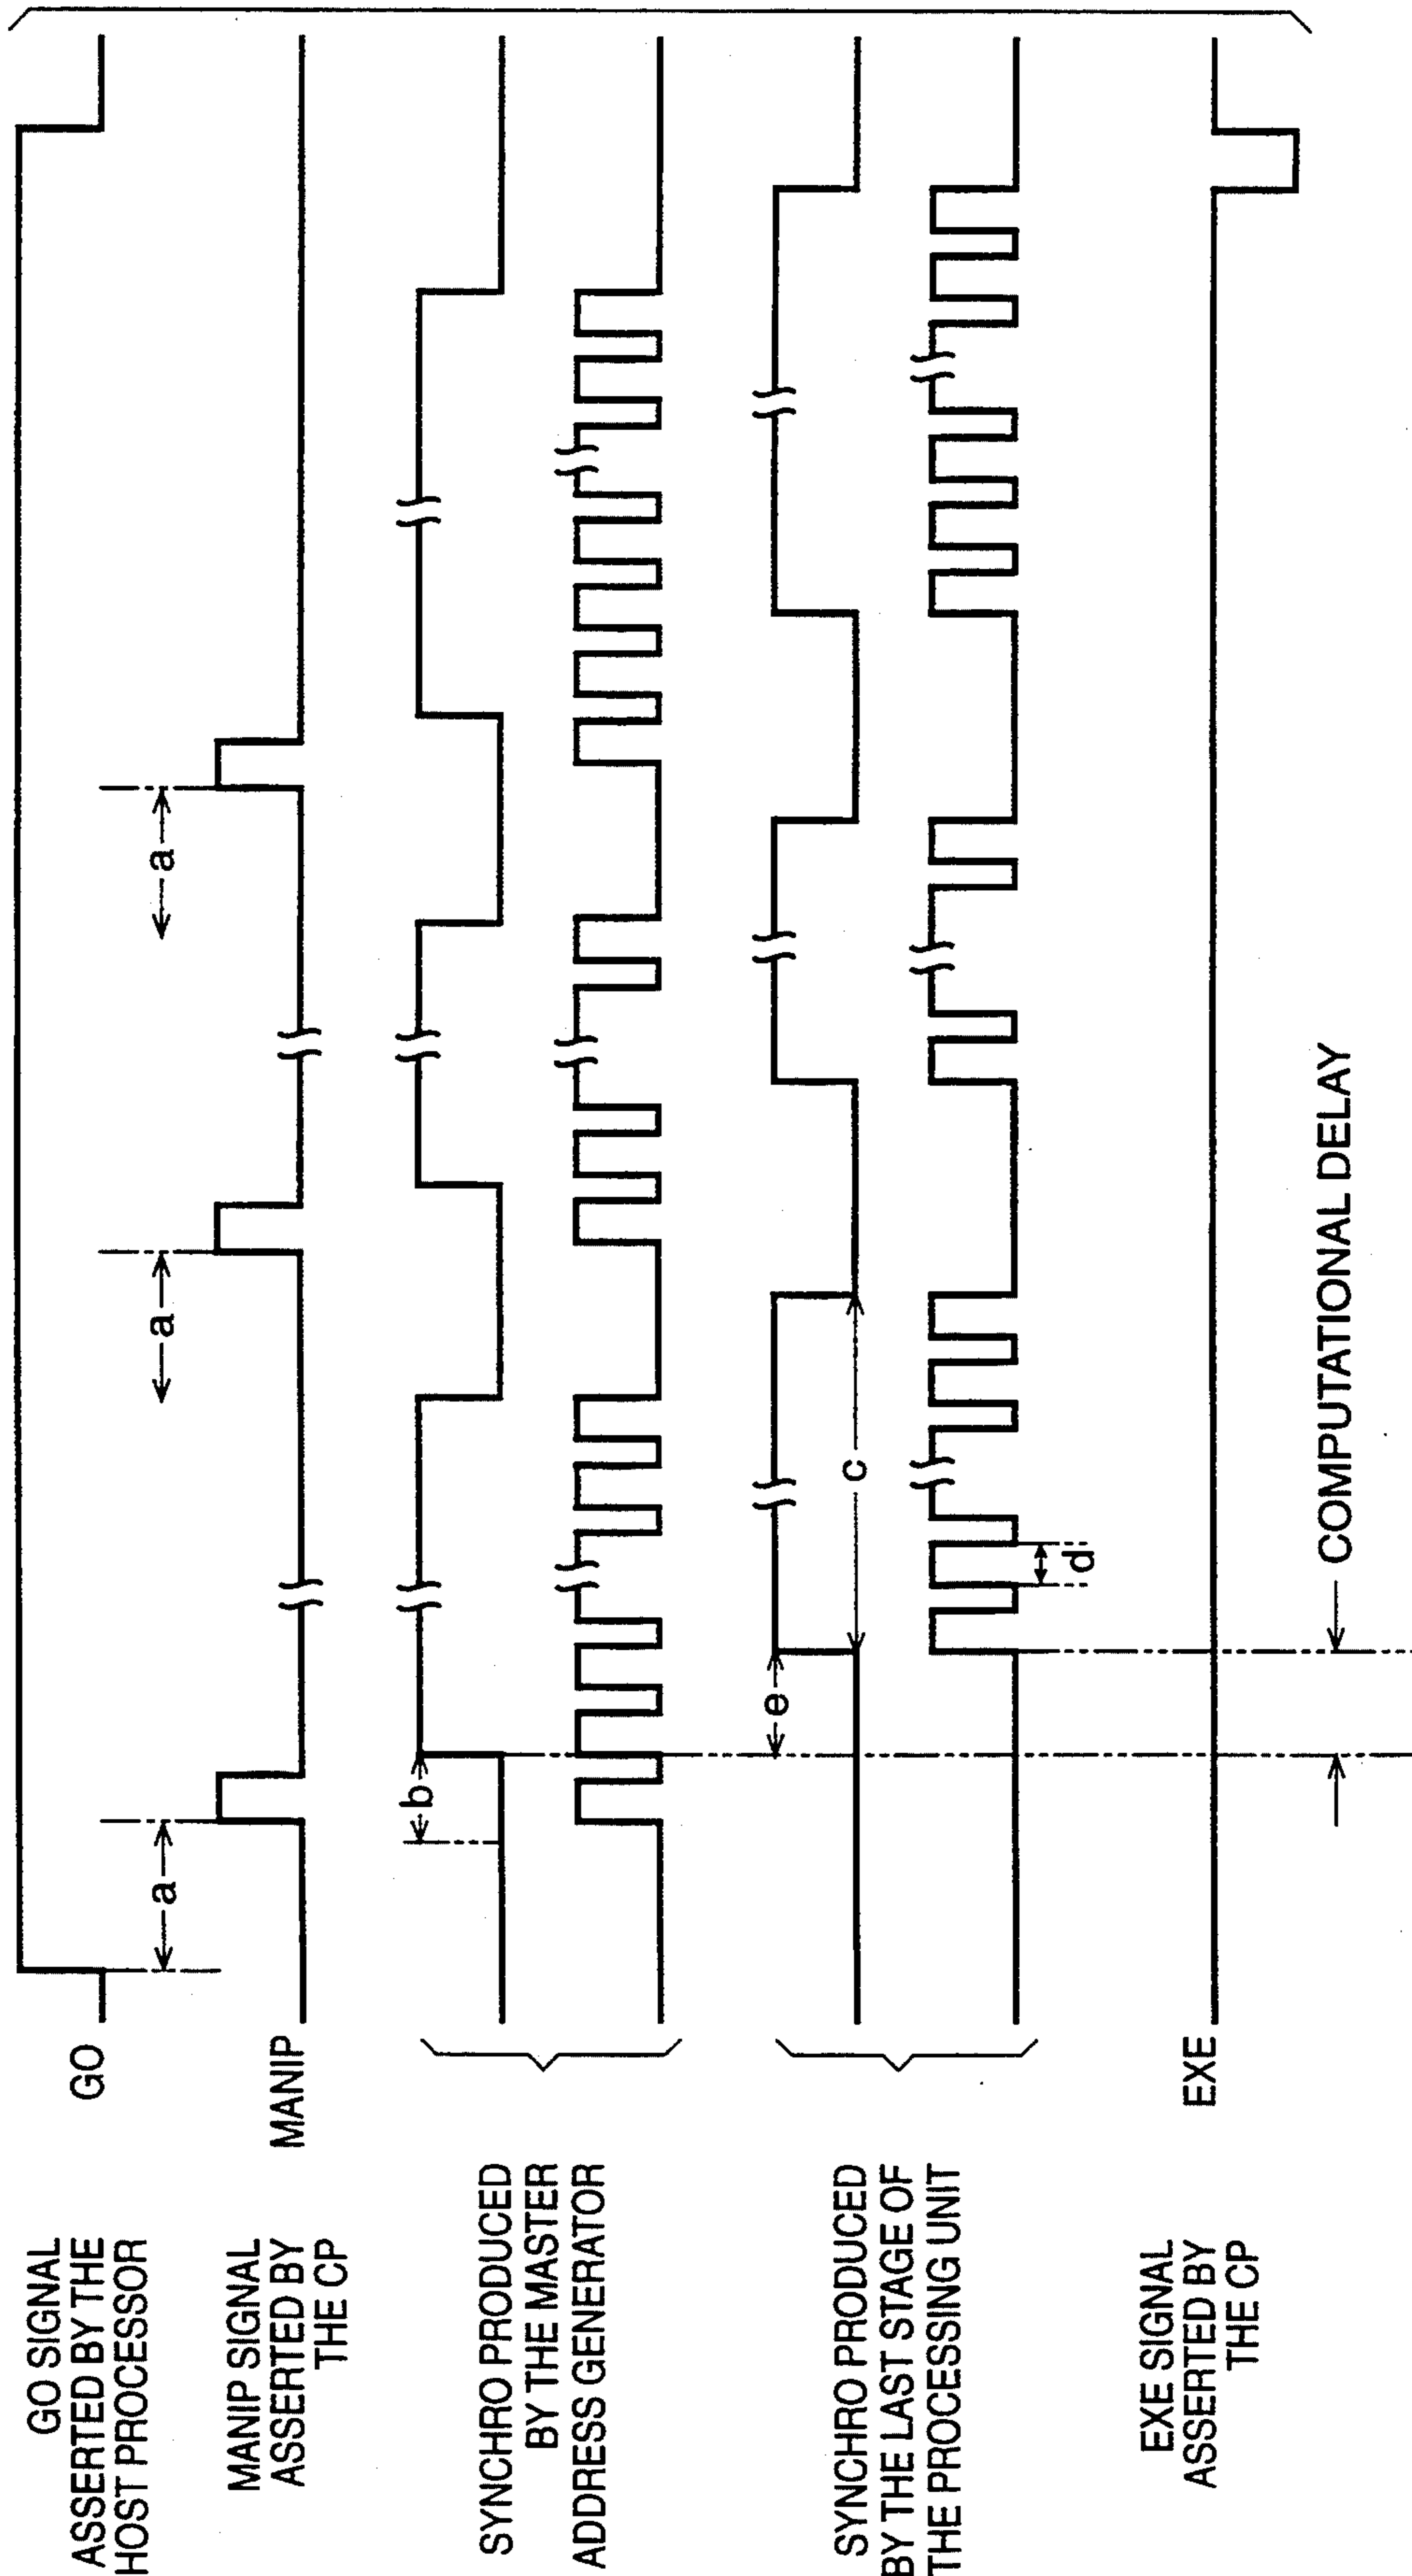 GO SIGNAL
ASSERTED BY THE
HOST PROCESSOR
GO
a
a
a
MANIP SIGNAL
ASSERTED BY
THE CP
MANIP
SYNCHRO PRODUCED
BY THE MASTER
ADDRESS GENERATOR
b
SYNCHRO PRODUCED
BY THE LAST STAGE OF
THE PROCESSING UNIT
e
c
d
EXE SIGNAL
ASSERTED BY
THE CP
EXE
COMPUTATIONAL DELAY